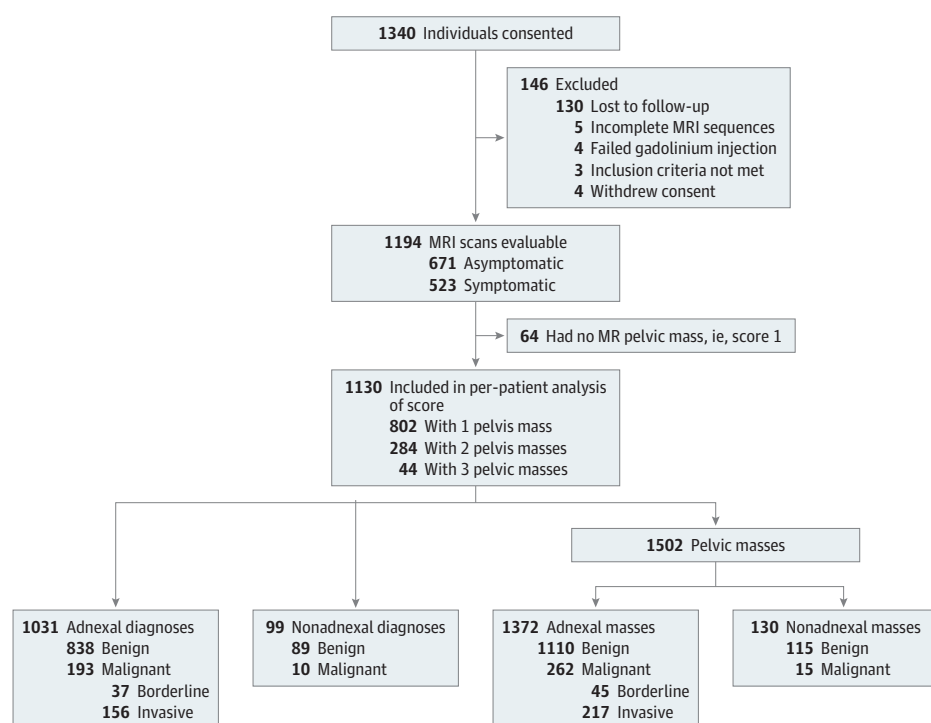 1340 Individuals consented
146 Excluded
130 Lost to follow-up
5 Incomplete MRI sequences
4 Failed gadolinium injection
3 Inclusion criteria not met
4 Withdrew consent
1194 MRI scans evaluable
671 Asymptomatic
523 Symptomatic
64 Had no MR pelvic mass, ie, score 1
1130 Included in per-patient analysis
of score
802 With 1 pelvis mass
284 With 2 pelvis masses
44 With 3 pelvic masses
1502 Pelvic masses
1031 Adnexal diagnoses
838 Benign
193 Malignant
37 Borderline
156 Invasive
99 Nonadnexal diagnoses
89 Benign
10 Malignant
1372 Adnexal masses
1110 Benign
262 Malignant
45 Borderline
217 Invasive
130 Nonadnexal masses
115 Benign
15 Malignant